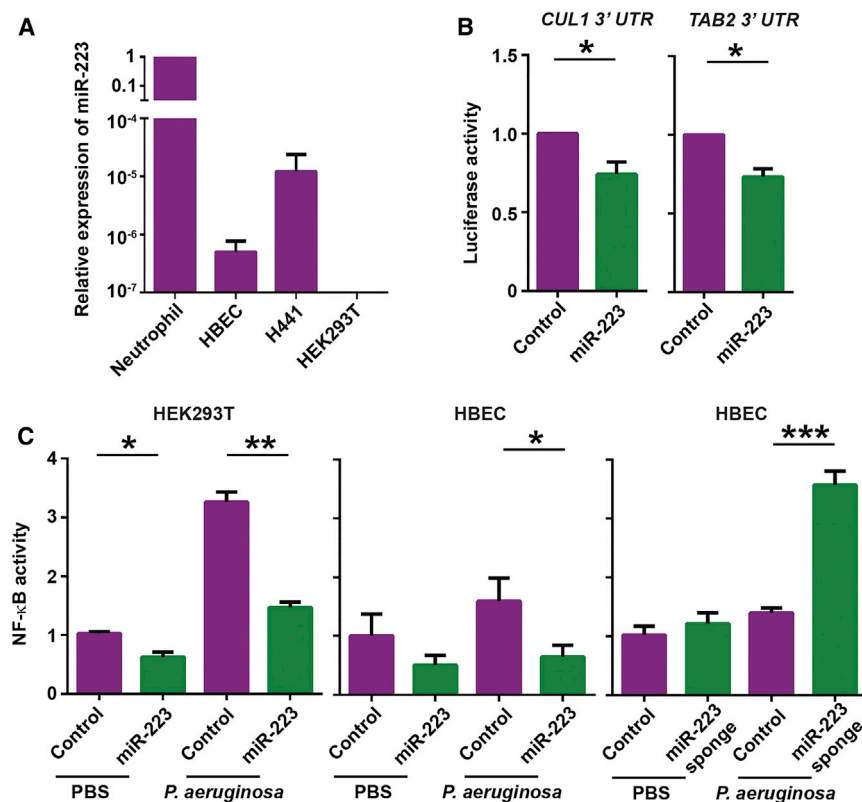 A
Relative expression of miR-223
1
0.1
10-4
10-5
10-6
10-7
Neutrophil
HBEC
H441
HEK293T
B
CUL1 3' UTR
TAB2 3' UTR
*
*
Luciferase activity
1.5
1.0
0.5
0
Control
miR-223
Control
miR-223
C
HEK293T
HBEC
HBEC
*
**
*
***
NF-κB activity
4
3
2
1
0
Control
miR-223
Control
miR-223
PBS
P. aeruginosa
Control
miR-223
Control
miR-223
PBS
P. aeruginosa
Control
miR-223
sponge
Control
miR-223
sponge
PBS
P. aeruginosa